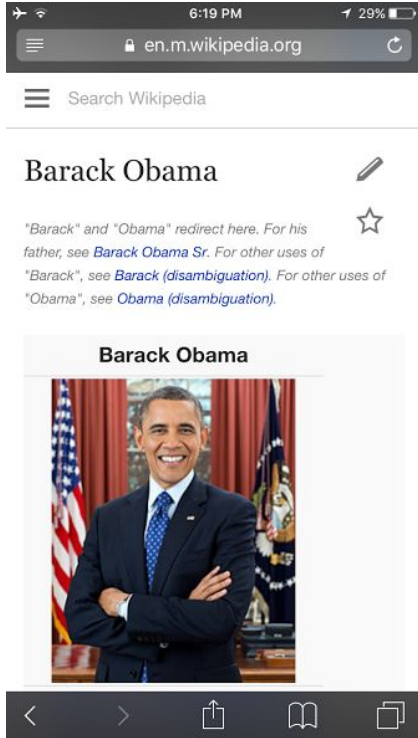 6:19 PM
29%
en.m.wikipedia.org
Search Wikipedia
Barack Obama
"Barack" and "Obama" redirect here. For his
father, see Barack Obama Sr. For other uses of
"Barack", see Barack (disambiguation). For other uses of
"Obama", see Obama (disambiguation).
Barack Obama